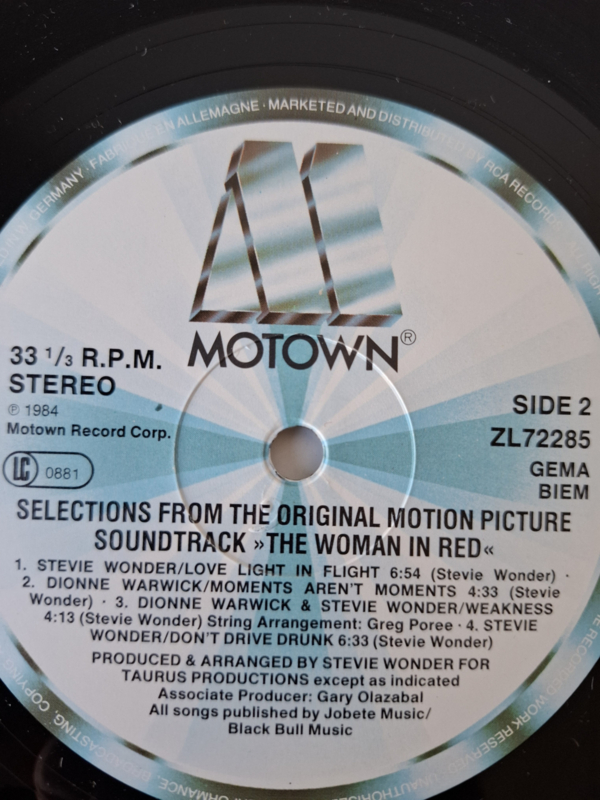 GERMANY · FABRIQUÉ EN ALLEMAGNE · MARKETED AND DISTRIBUTED BY RCA RECORDS
MOTOWN®
33 1/3 R.P.M.
STEREO
℗ 1984
Motown Record Corp.
LC 0881
SIDE 2
ZL72285
GEMA
BIEM
SELECTIONS FROM THE ORIGINAL MOTION PICTURE
SOUNDTRACK »THE WOMAN IN RED«
1. STEVIE WONDER/LOVE LIGHT IN FLIGHT 6:54 (Stevie Wonder) ·
2. DIONNE WARWICK/MOMENTS AREN'T MOMENTS 4:33 (Stevie
Wonder) · 3. DIONNE WARWICK & STEVIE WONDER/WEAKNESS
4:13 (Stevie Wonder) String Arrangement: Greg Poree · 4. STEVIE
WONDER/DON'T DRIVE DRUNK 6:33 (Stevie Wonder)
PRODUCED & ARRANGED BY STEVIE WONDER FOR
TAURUS PRODUCTIONS except as indicated
Associate Producer: Gary Olazabal
All songs published by Jobete Music/
Black Bull Music
RECORDED WORK RESERVED
BROADCASTING, COPYING